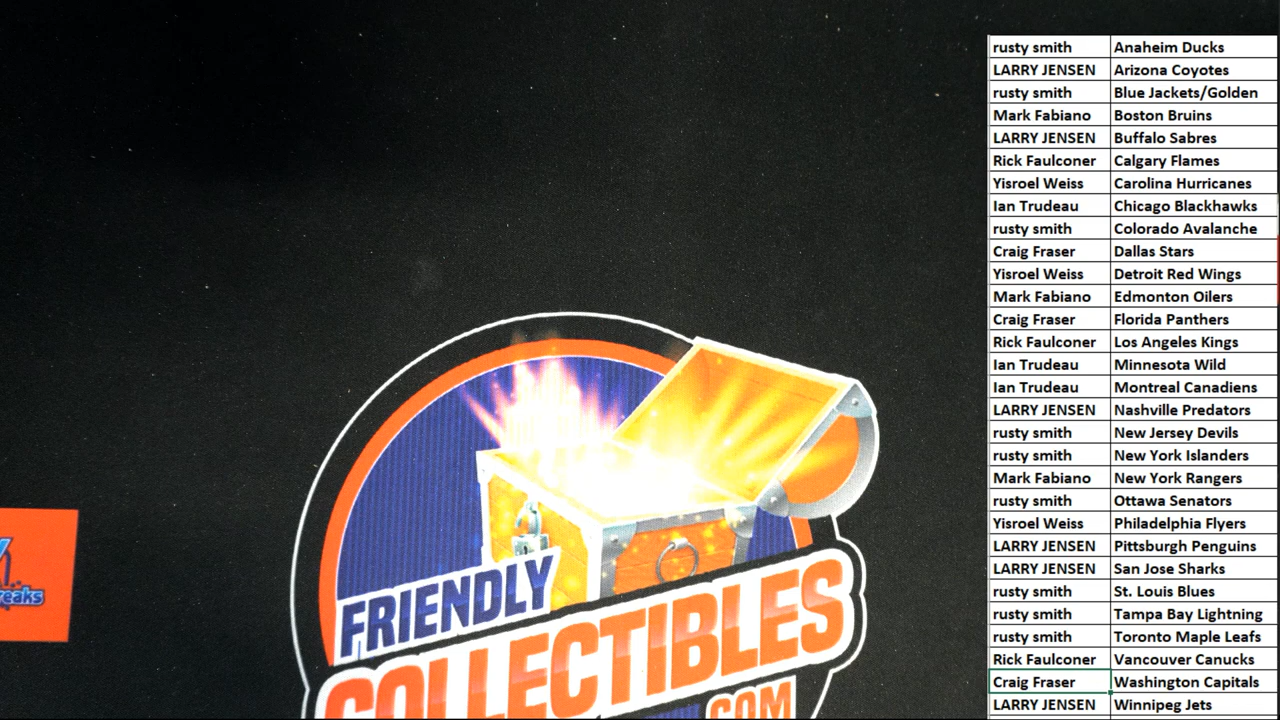 rusty smith Anaheim Ducks
LARRY JENSEN Arizona Coyotes
rusty smith Blue Jackets/Golden
Mark Fabiano Boston Bruins
LARRY JENSEN Buffalo Sabres
Rick Faulconer Calgary Flames
Yisroel Weiss Carolina Hurricanes
Ian Trudeau Chicago Blackhawks
rusty smith Colorado Avalanche
Craig Fraser Dallas Stars
Yisroel Weiss Detroit Red Wings
Mark Fabiano Edmonton Oilers
Craig Fraser Florida Panthers
Rick Faulconer Los Angeles Kings
Ian Trudeau Minnesota Wild
Ian Trudeau Montreal Canadiens
LARRY JENSEN Nashville Predators
rusty smith New Jersey Devils
rusty smith New York Islanders
Mark Fabiano New York Rangers
rusty smith Ottawa Senators
Yisroel Weiss Philadelphia Flyers
LARRY JENSEN Pittsburgh Penguins
LARRY JENSEN San Jose Sharks
rusty smith St. Louis Blues
rusty smith Tampa Bay Lightning
rusty smith Toronto Maple Leafs
Rick Faulconer Vancouver Canucks
Craig Fraser Washington Capitals
LARRY JENSEN Winnipeg Jets
FRIENDLY
COLLECTIBLES
.COM